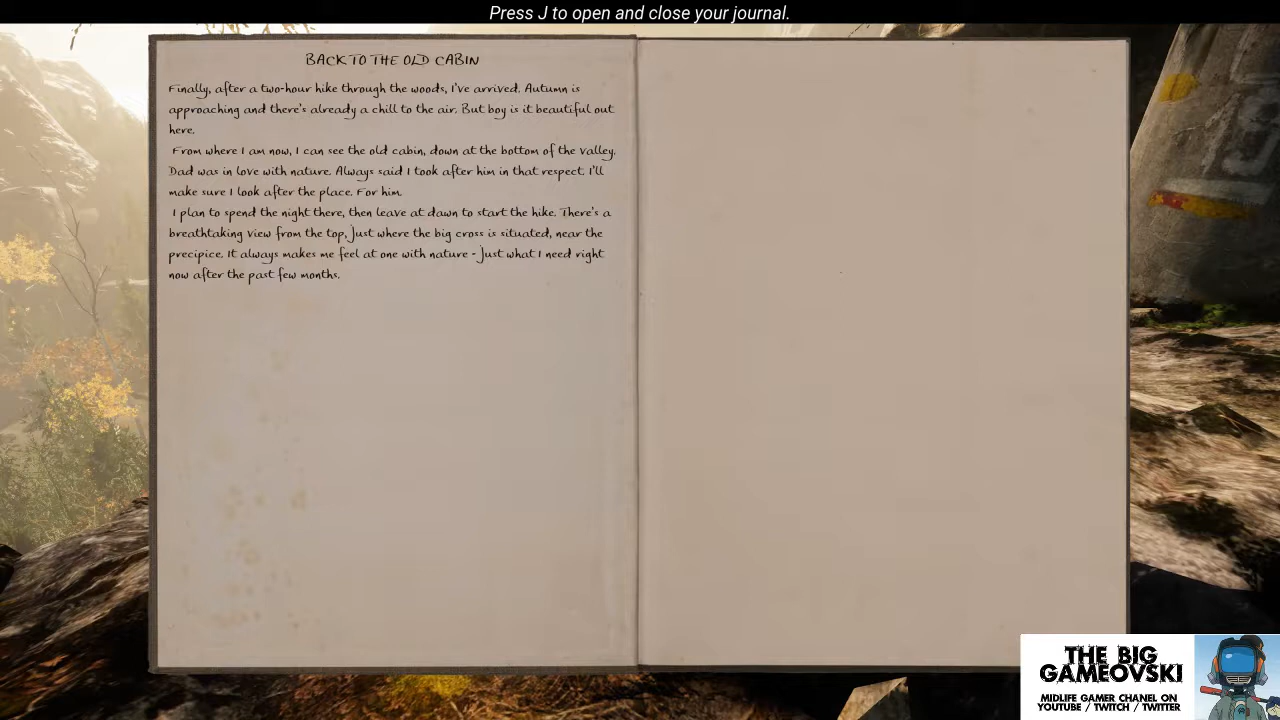 Press J to open and close your journal.
BACK TO THE OLD CABIN
Finally, after a two-hour hike through the woods, I've arrived. Autumn is
approaching and there's already a chill to the air. But boy is it beautiful out
here.
From where I am now, I can see the old cabin, down at the bottom of the valley.
Dad was in love with nature. Always said I took after him in that respect. I'll
make sure I look after the place. For him.
I plan to spend the night there, then leave at dawn to start the hike. There's a
breathtaking view from the top, just where the big cross is situated, near the
precipice. It always makes me feel at one with nature - just what I need right
now after the past few months.
THE BIG
GAMEOVSKI
MIDLIFE GAMER CHANEL ON
YOUTUBE / TWITCH / TWITTER